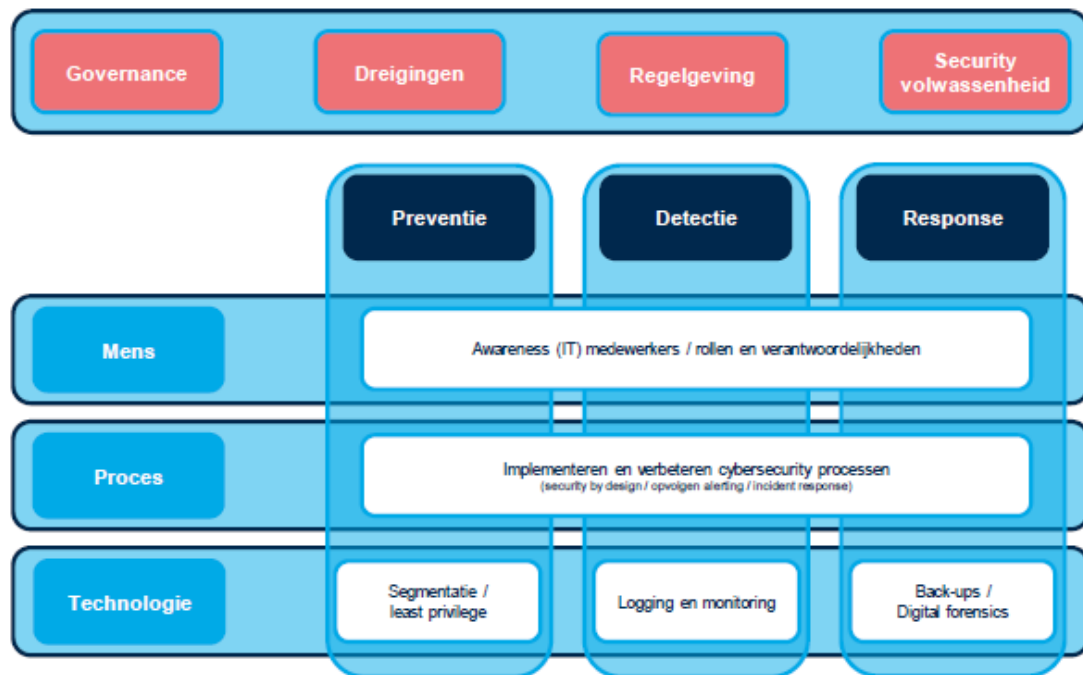 Governance
Dreigingen
Regelgeving
Security
volwassenheid
Preventie
Detectie
Response
Mens
Awareness (IT) medewerkers / rollen en verantwoordelijkheden
Proces
Implementeren en verbeteren cybersecurity processen
(security by design / opvolgen alerting / incident response)
Technologie
Segmentatie /
least privilege
Logging en monitoring
Back-ups /
Digital forensics